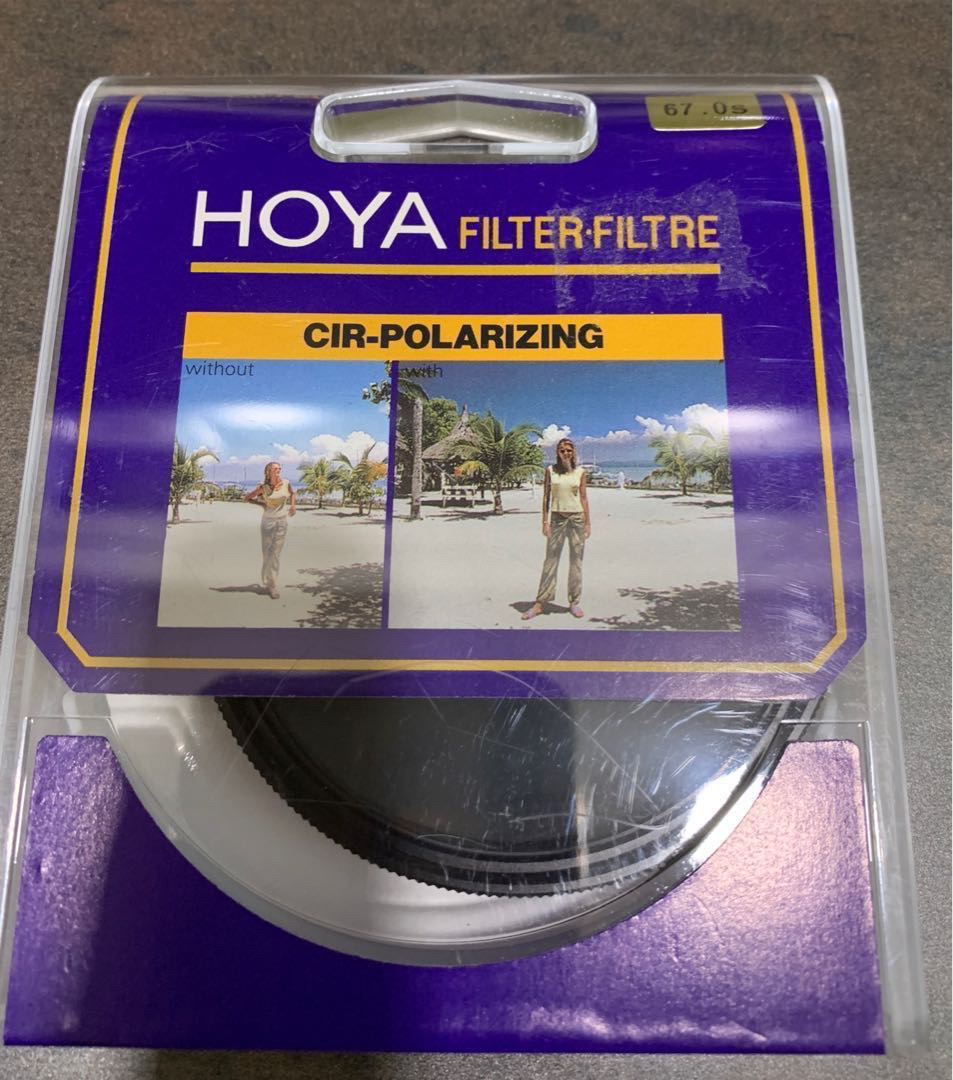 67.0s
HOYA FILTER·FILTRE
CIR-POLARIZING
without with